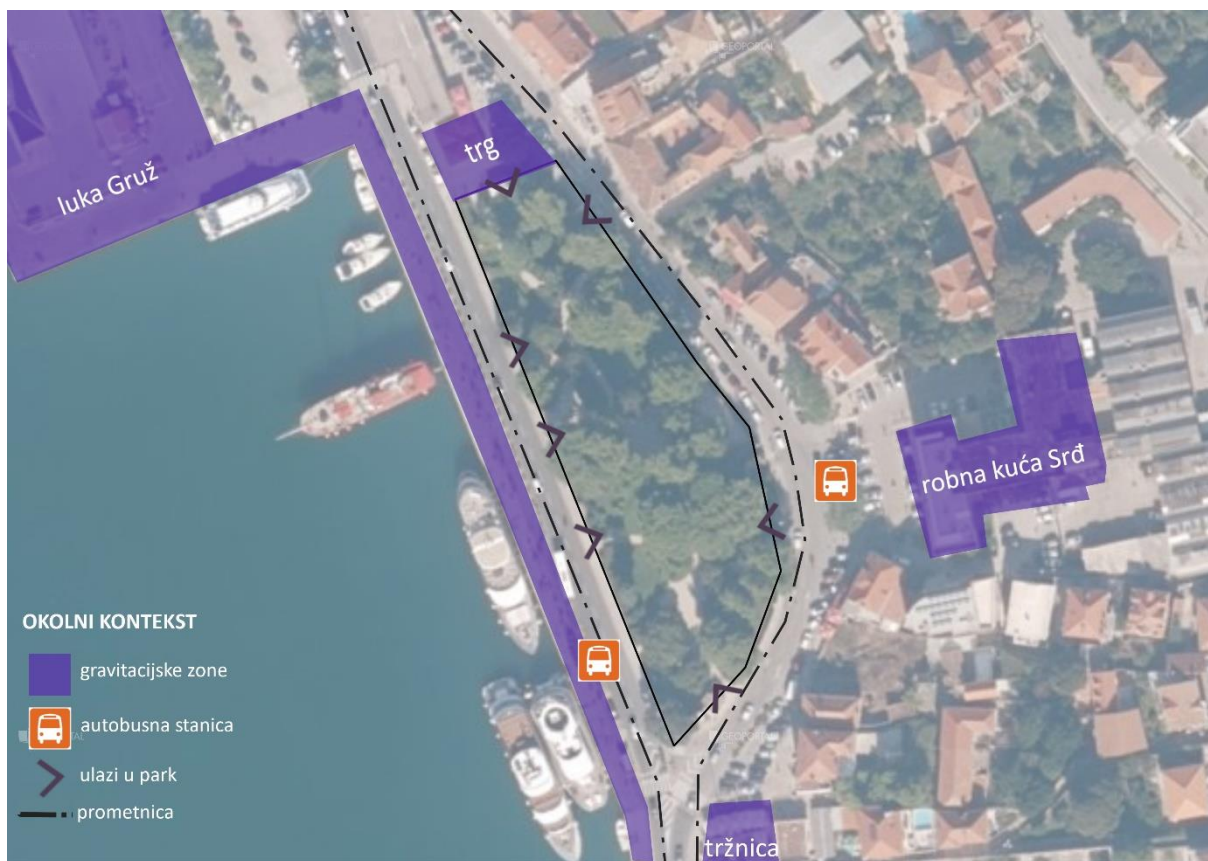 luka Gruž
trg
robna kuća Srđ
tržnica
OKOLNI KONTEKST
gravitacijske zone
autobusna stanica
ulazi u park
prometnica